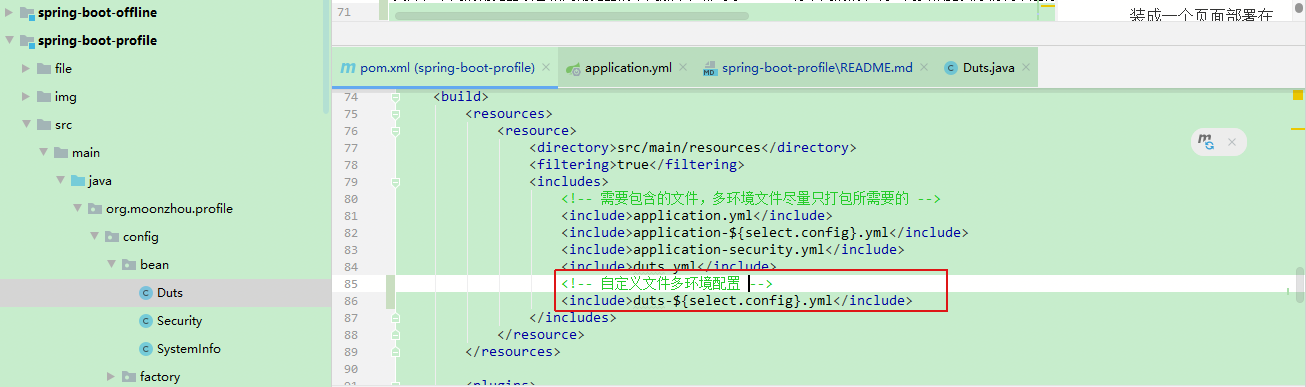 spring-boot-offline
spring-boot-profile
file
img
src
main
java
org.moonzhou.profile
config
bean
Duts
Security
SystemInfo
factory
71
装成一个页面部署在
pom.xml (spring-boot-profile)
application.yml
spring-boot-profile\README.md
Duts.java
74 <build>
75 <resources>
76 <resource>
77 <directory>src/main/resources</directory>
78 <filtering>true</filtering>
79 <includes>
80 <!-- 需要包含的文件，多环境文件尽量只打包所需要的 -->
81 <include>application.yml</include>
82 <include>application-${select.config}.yml</include>
83 <include>application-security.yml</include>
84 <include>duts.yml</include>
85 <!-- 自定义文件多环境配置 -->
86 <include>duts-${select.config}.yml</include>
87 </includes>
88 </resource>
89 </resources>
90
91 <plugins>